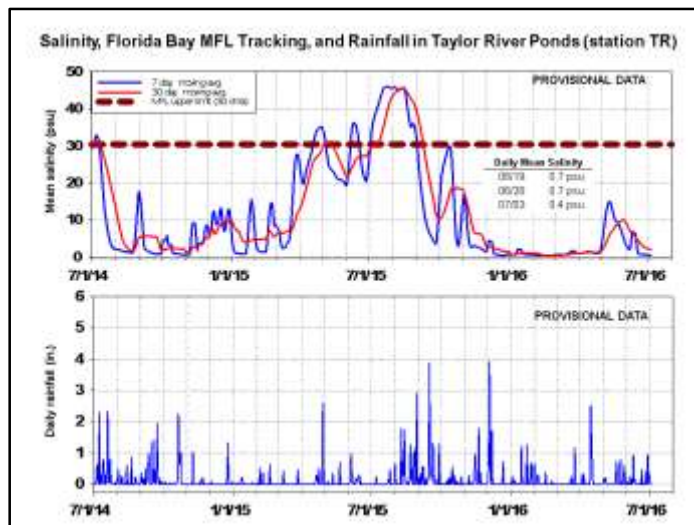 Salinity, Florida Bay MFL Tracking, and Rainfall in Taylor River Ponds (station TR)
50
40
30
20
10
0
Mean salinity (psu)
7 day moving avg.
30 day moving avg.
MFL upper limit (30 psu)
PROVISIONAL DATA
Daily Mean Salinity
06/19 0.7 psu
06/26 0.7 psu
07/03 0.4 psu
7/1/14 1/1/15 7/1/15 1/1/16 7/1/16
6
5
4
3
2
1
0
Daily rainfall (in.)
PROVISIONAL DATA
7/1/14 1/1/15 7/1/15 1/1/16 7/1/16